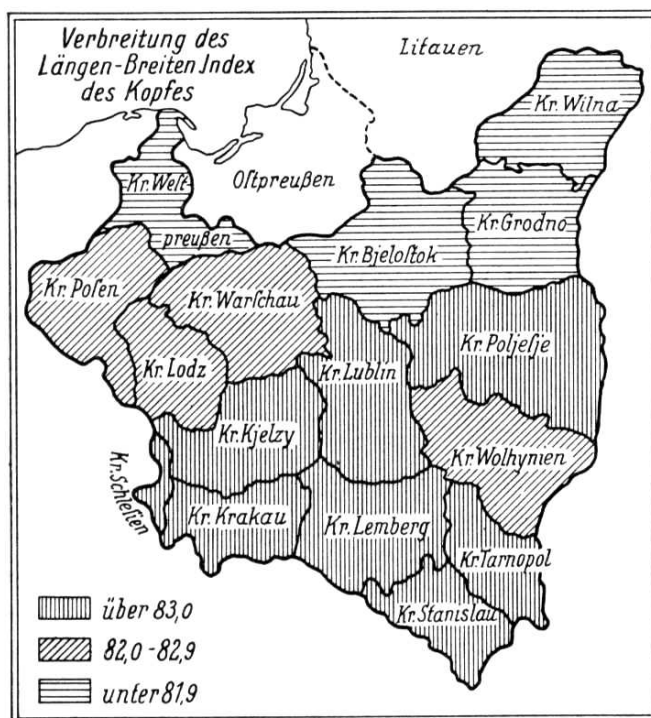 Verbreitung des
Längen-Breiten Index
des Kopfes
Litauen
Kr. Wilna
Kr. West-
preußen
Ostpreußen
Kr. Grodno
Kr. Bjelostok
Kr. Posen
Kr. Warschau
Kr. Poljesje
Kr. Lodz
Kr. Lublin
Kr. Kjelzy
Kr. Wolhynien
Kr. Schlesien
Kr. Krakau
Kr. Lemberg
Kr. Tarnopol
Kr. Stanislau
über 83,0
82,0-82,9
unter 81,9